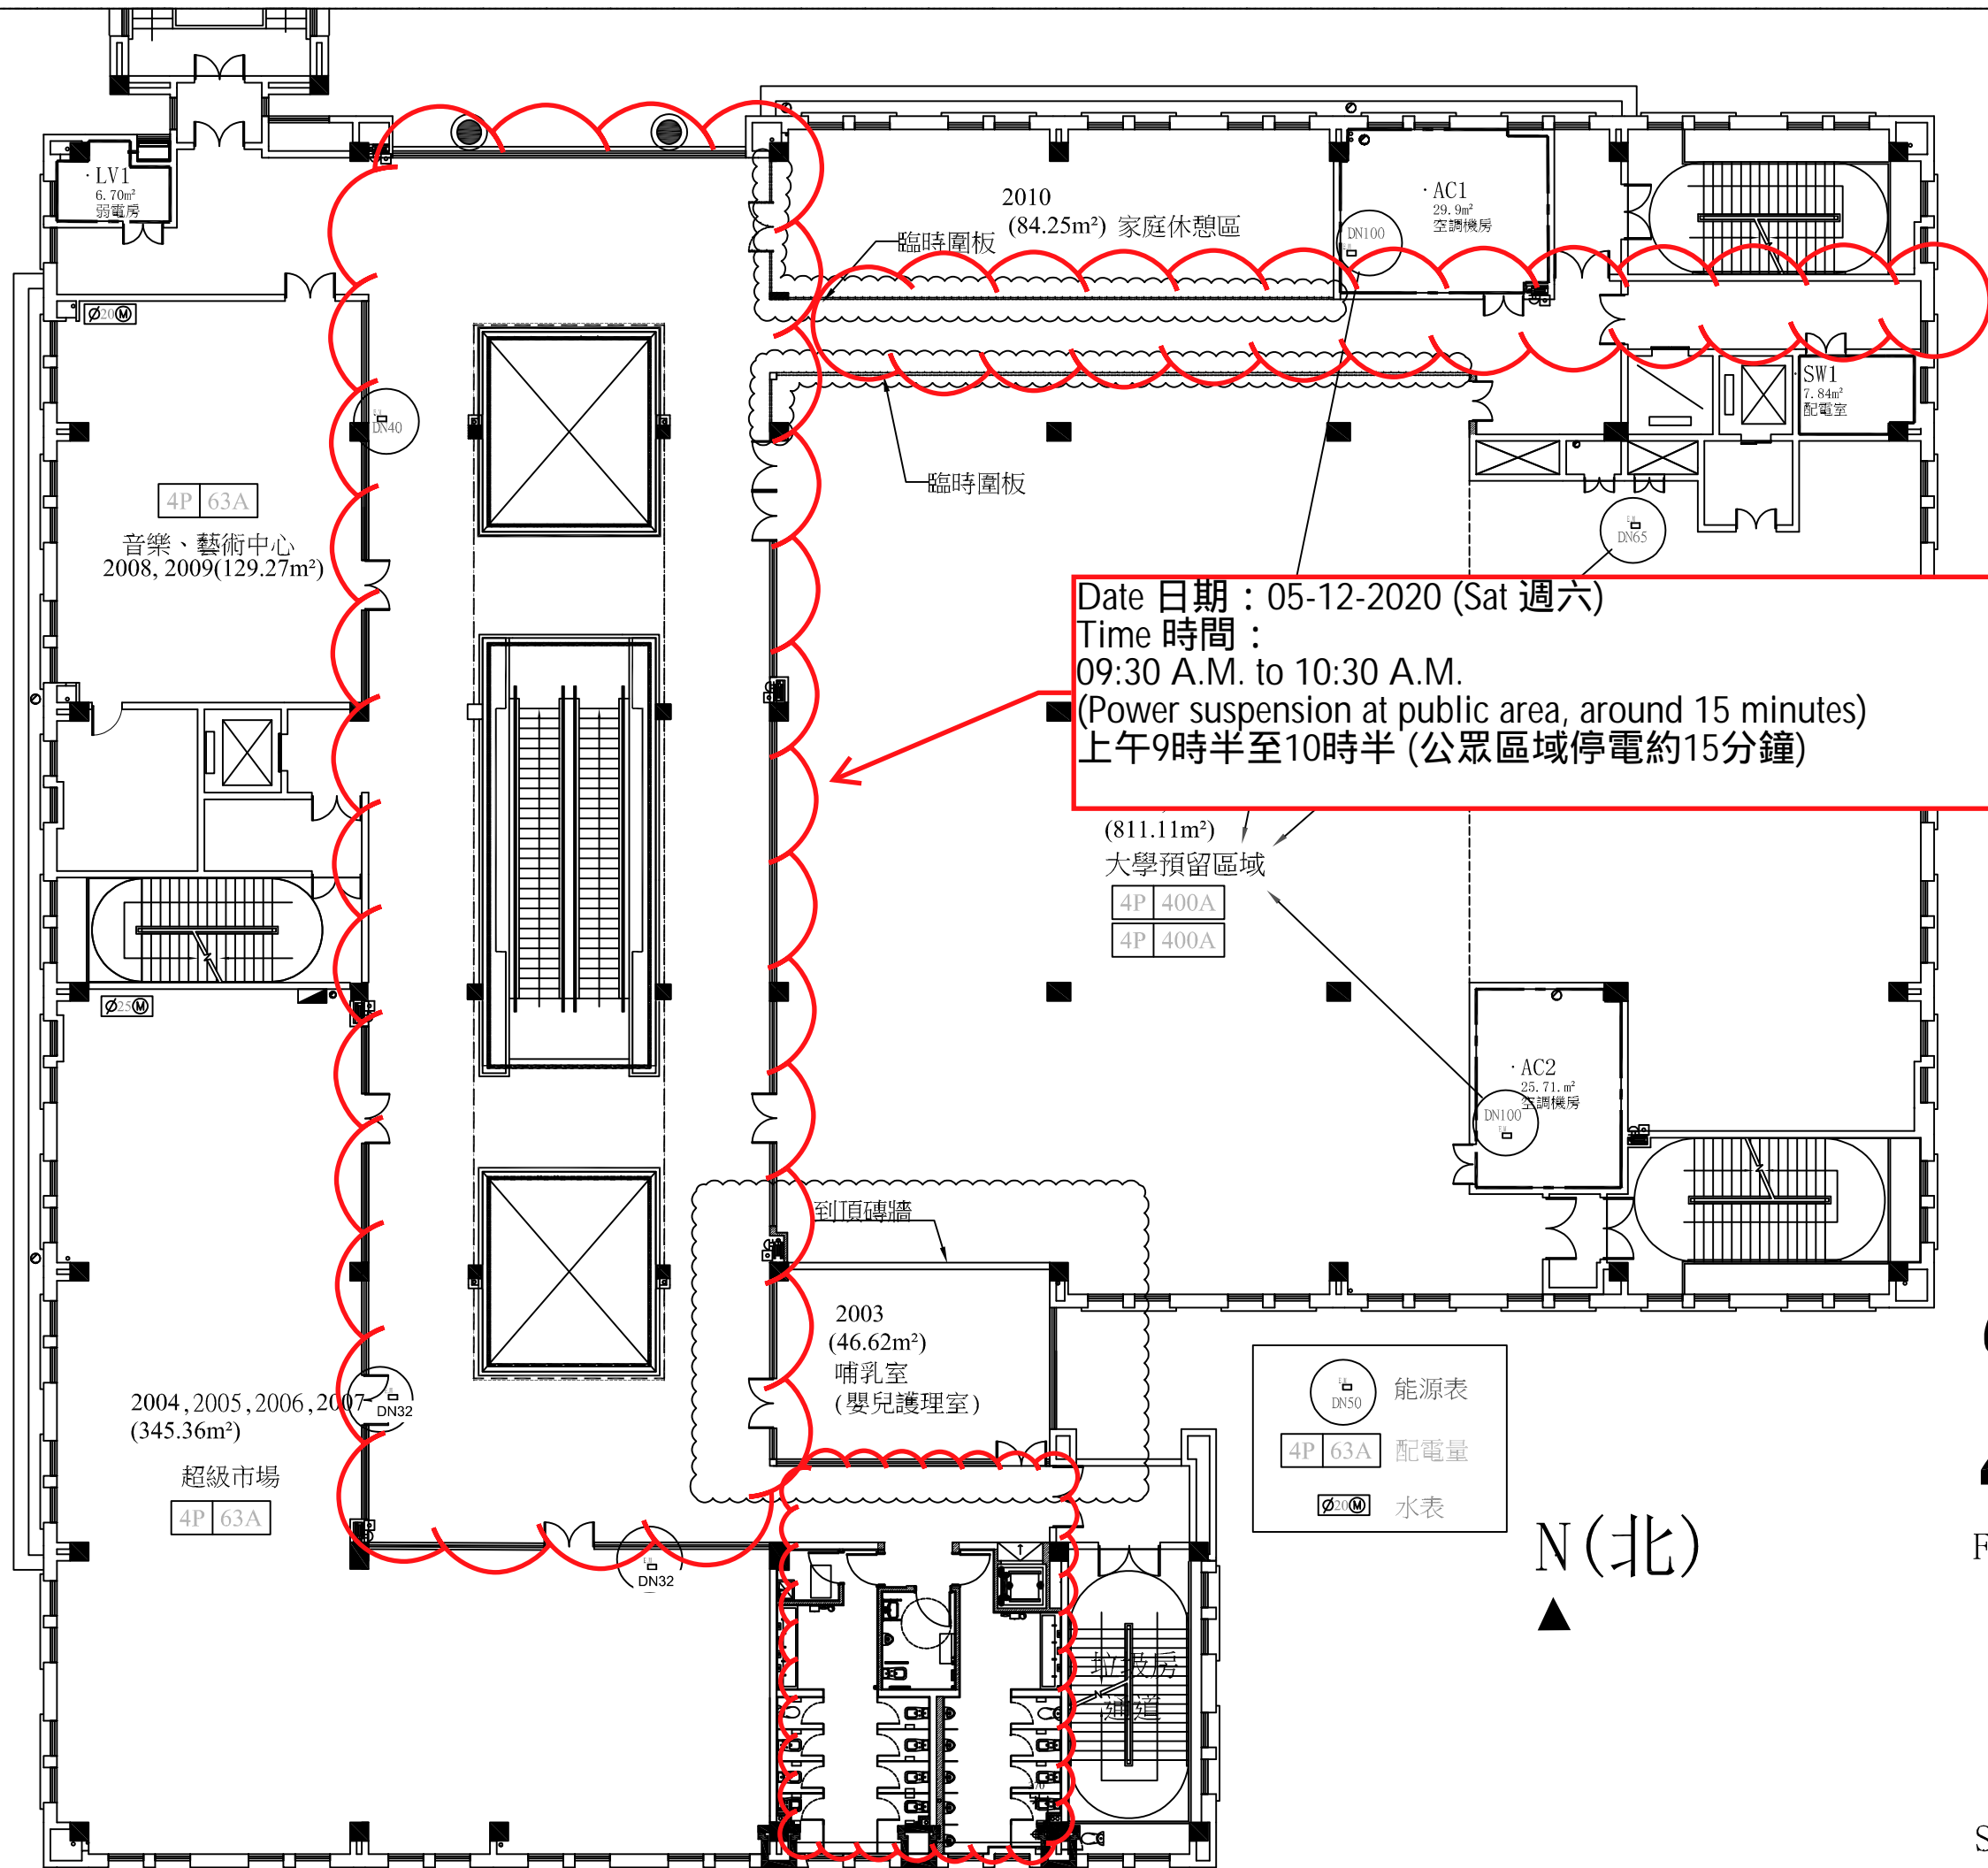 LV1
6.70m²
弱電房
2010
(84.25m²) 家庭休憩區
AC1
29.9m²
空調機房
DN100
臨時圍板
Ø20 M
SW1
7.84m²
配電室
DN40
臨時圍板
4P 63A
音樂、藝術中心
2008, 2009(129.27m²)
DN65
Date 日期：05-12-2020 (Sat 週六)
Time 時間：
09:30 A.M. to 10:30 A.M.
(Power suspension at public area, around 15 minutes)
上午9時半至10時半 (公眾區域停電約15分鐘)
(811.11m²)
大學預留區域
4P 400A
4P 400A
Ø25 M
AC2
25.71.m²
空調機房
DN100
到頂磚牆
2003
(46.62m²)
哺乳室
(嬰兒護理室)
2004,2005,2006,2007
(345.36m²)
DN32
超級市場
4P 63A
DN50 能源表
4P 63A 配電量
Ø20 M 水表
N(北)
DN32
垃圾房
通道